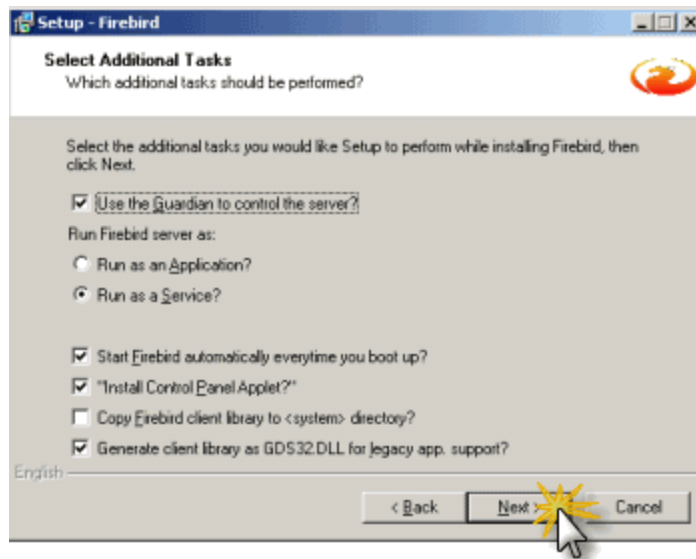 Setup - Firebird
Select Additional Tasks
Which additional tasks should be performed?
Select the additional tasks you would like Setup to perform while installing Firebird, then
click Next.
Use the Guardian to control the server?
Run Firebird server as:
Run as an Application?
Run as a Service?
Start Firebird automatically everytime you boot up?
"Install Control Panel Applet?"
Copy Firebird client library to <system> directory?
Generate client library as GDS32.DLL for legacy app. support?
English
< Back
Next >
Cancel